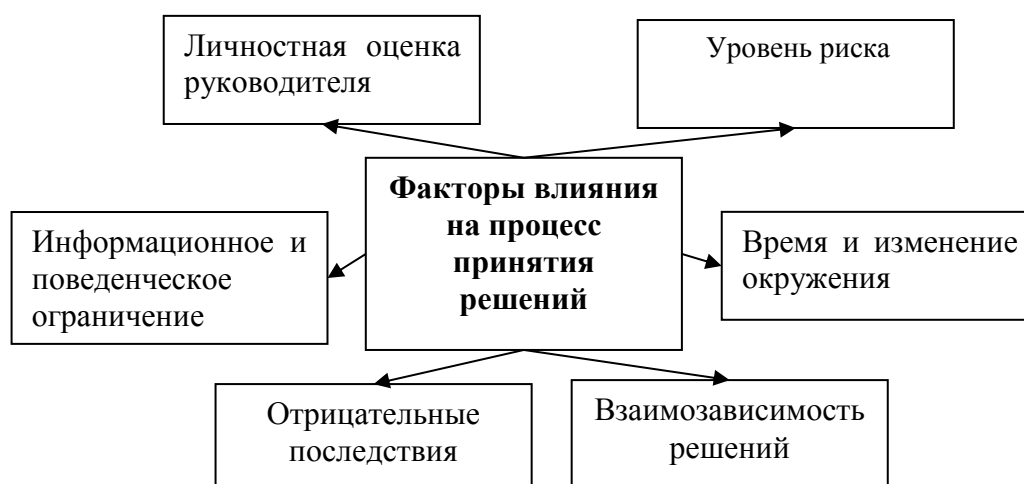 Личностная оценка
руководителя
Уровень риска
Факторы влияния
на процесс
принятия
решений
Информационное и
поведенческое
ограничение
Время и изменение
окружения
Отрицательные
последствия
Взаимозависимость
решений